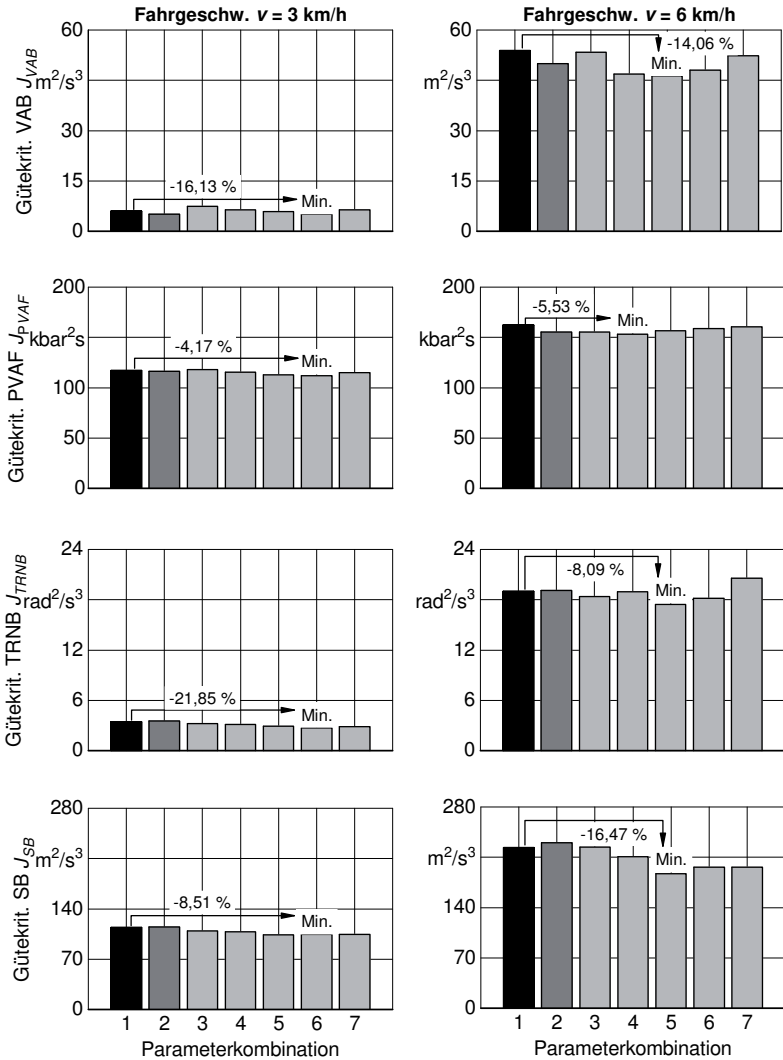 Fahrgeschw. v = 3 km/h
Fahrgeschw. v = 6 km/h
Gütekrit. VAB J_VAB
60
m²/s³
30
15
0
-16,13 %
Min.
60
m²/s³
30
15
0
-14,06 %
Min.
Gütekrit. PVAF J_PVAF
200
kbar²s
100
50
0
-4,17 %
Min.
200
kbar²s
100
50
0
-5,53 %
Min.
Gütekrit. TRNB J_TRNB
24
rad²/s³
12
6
0
-21,85 %
Min.
24
rad²/s³
12
6
0
-8,09 %
Min.
Gütekrit. SB J_SB
280
m²/s³
140
70
0
-8,51 %
Min.
280
m²/s³
140
70
0
-16,47 %
Min.
1 2 3 4 5 6 7
Parameterkombination
1 2 3 4 5 6 7
Parameterkombination